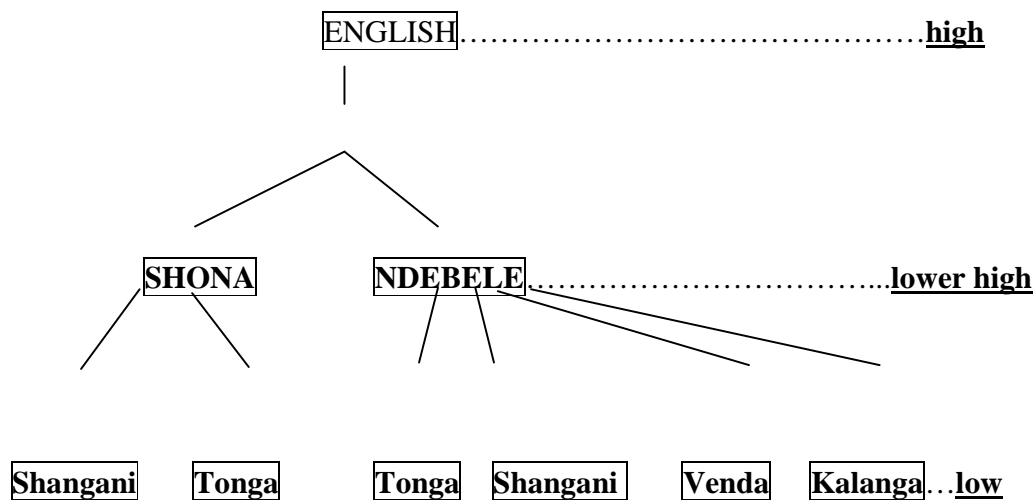 ENGLISH………………………………………high
SHONA NDEBELE……………………………...lower high
Shangani Tonga Tonga Shangani Venda Kalanga…low